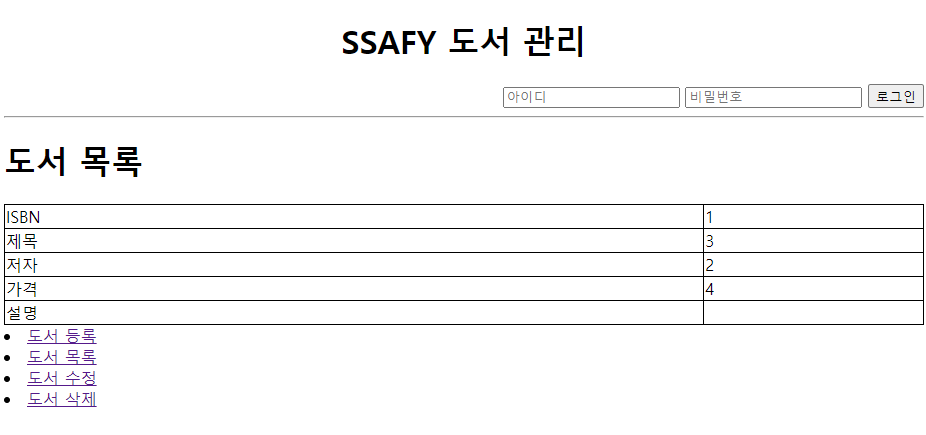 SSAFY 도서 관리
아이디 비밀번호 로그인
도서 목록
ISBN 1
제목 3
저자 2
가격 4
설명
도서 등록
도서 목록
도서 수정
도서 삭제